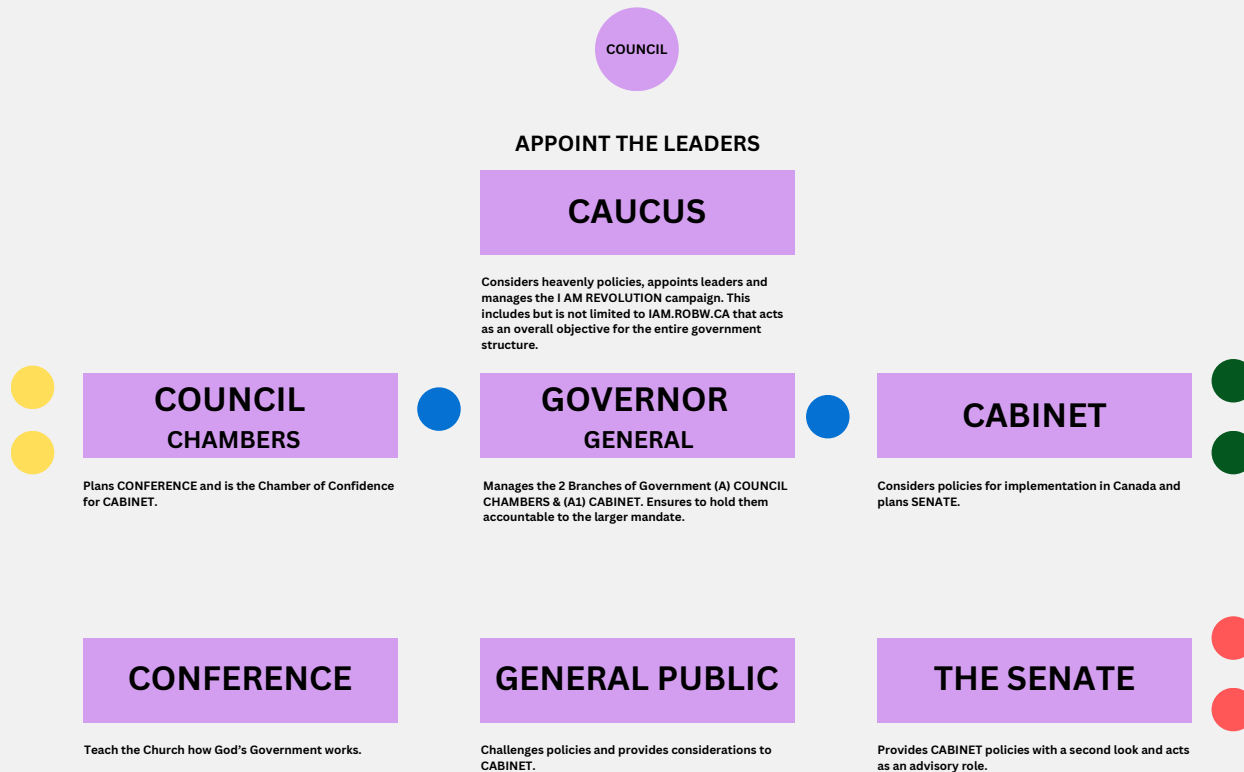 COUNCIL
APPOINT THE LEADERS
CAUCUS
Considers heavenly policies, appoints leaders and
manages the I AM REVOLUTION campaign. This
includes but is not limited to IAM.ROBW.CA that acts
as an overall objective for the entire government
structure.
COUNCIL
CHAMBERS
Plans CONFERENCE and is the Chamber of Confidence
for CABINET.
GOVERNOR
GENERAL
Manages the 2 Branches of Government (A) COUNCIL
CHAMBERS & (A1) CABINET. Ensures to hold them
accountable to the larger mandate.
CABINET
Considers policies for implementation in Canada and
plans SENATE.
CONFERENCE
Teach the Church how God’s Government works.
GENERAL PUBLIC
Challenges policies and provides considerations to
CABINET.
THE SENATE
Provides CABINET policies with a second look and acts
as an advisory role.